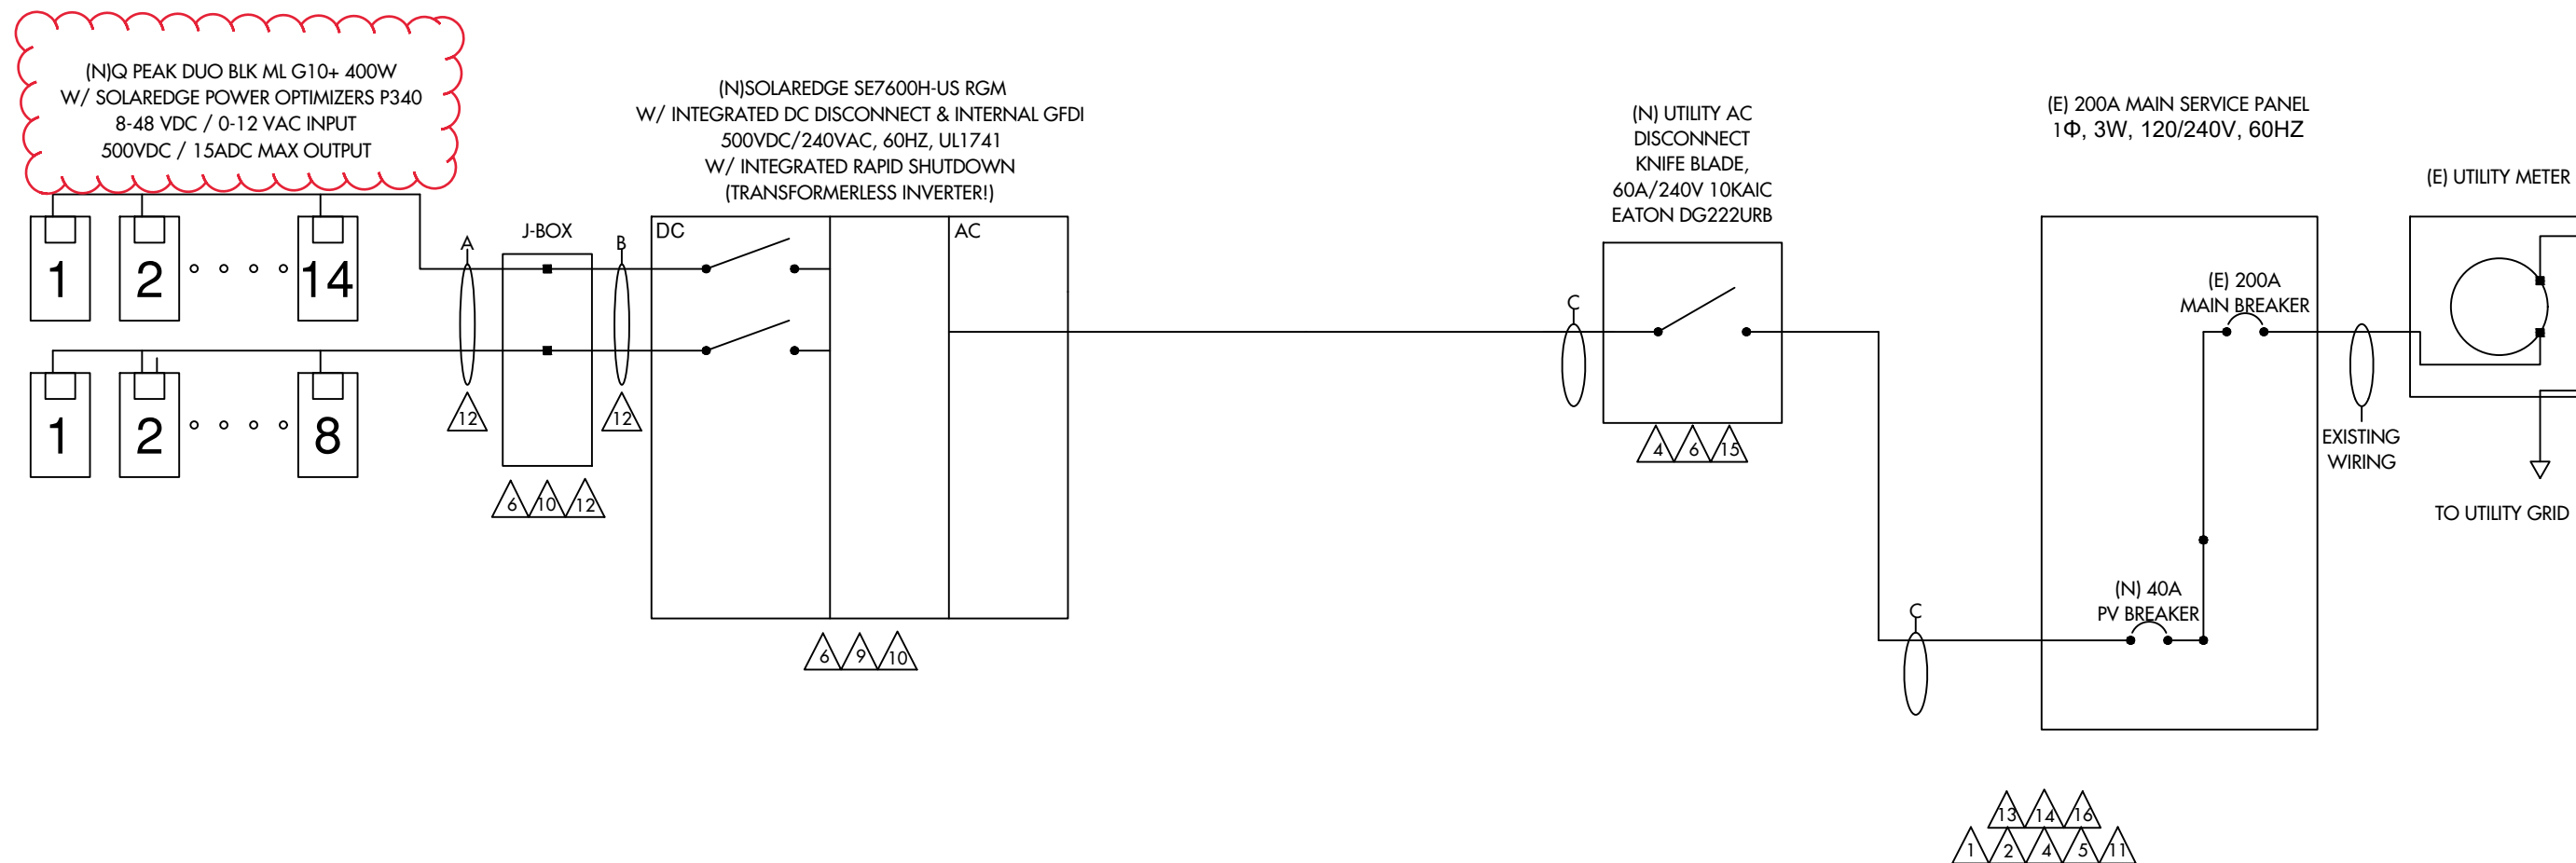 (N)Q PEAK DUO BLK ML G10+ 400W
W/ SOLAREDGE POWER OPTIMIZERS P340
8-48 VDC / 0-12 VAC INPUT
500VDC / 15ADC MAX OUTPUT
(N)SOLAREDGE SE7600H-US RGM
W/ INTEGRATED DC DISCONNECT & INTERNAL GFDI
500VDC/240VAC, 60HZ, UL1741
W/ INTEGRATED RAPID SHUTDOWN
(TRANSFORMERLESS INVERTER!)
(N) UTILITY AC
DISCONNECT
KNIFE BLADE,
60A/240V 10KAIC
EATON DG222URB
(E) 200A MAIN SERVICE PANEL
1Φ, 3W, 120/240V, 60HZ
(E) UTILITY METER
1 2 14
A
J-BOX
B
DC
AC
C
(E) 200A
MAIN BREAKER
1 2 8
12
12
6 10 12
4 6 15
EXISTING
WIRING
TO UTILITY GRID
(N) 40A
PV BREAKER
C
6 9 10
13 14 16
1 2 4 5 11